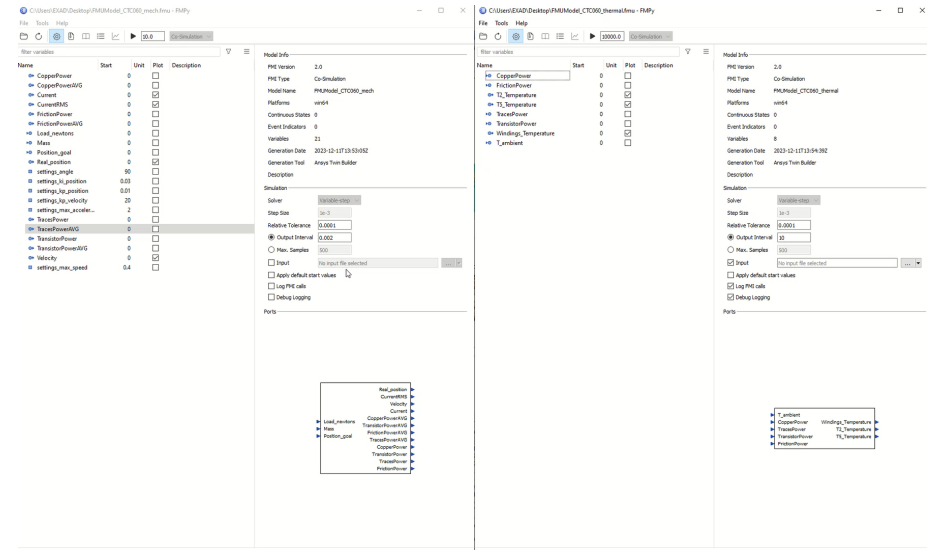 C:\Users\EXAD\Desktop\FMUModel_CTC060_mech.fmu - FMPy
File Tools Help
10.0 Co-Simulation
filter variables
Name Start Unit Plot Description
CopperPower 0
CopperPowerAVG 0
Current 0
CurrentRMS 0
FrictionPower 0
FrictionPowerAVG 0
Load_newtons 0
Mass 0
Position_goal 0
Real_position 0
settings_angle 90
settings_ki_position 0.03
settings_kp_position 0.01
settings_kp_velocity 20
settings_max_acceler... 2
TracesPower 0
TracesPowerAVG 0
TransistorPower 0
TransistorPowerAVG 0
Velocity 0
settings_max_speed 0.4
Model Info
FMI Version 2.0
FMI Type Co-Simulation
Model Name FMUModel_CTC060_mech
Platforms win64
Continuous States 0
Event Indicators 0
Variables 21
Generation Date 2023-12-11T13:53:05Z
Generation Tool Ansys Twin Builder
Description
Simulation
Solver Variable-step
Step Size 1e-3
Relative Tolerance 0.0001
Output Interval 0.002
Max. Samples 500
Input No input file selected ...
Apply default start values
Log FMI calls
Debug Logging
Ports
Real_position
CurrentRMS
Velocity
Current
CopperPowerAVG
Load_newtons TransistorPowerAVG
Mass FrictionPowerAVG
Position_goal TracesPowerAVG
CopperPower
TransistorPower
TracesPower
FrictionPower
C:\Users\EXAD\Desktop\FMUModel_CTC060_thermal.fmu - FMPy
File Tools Help
10000.0 Co-Simulation
filter variables
Name Start Unit Plot Description
CopperPower 0
FrictionPower 0
T2_Temperature 0
T5_Temperature 0
TracesPower 0
TransistorPower 0
Windings_Temperature 0
T_ambient 0
Model Info
FMI Version 2.0
FMI Type Co-Simulation
Model Name FMUModel_CTC060_thermal
Platforms win64
Continuous States 0
Event Indicators 0
Variables 8
Generation Date 2023-12-11T13:54:39Z
Generation Tool Ansys Twin Builder
Description
Simulation
Solver Variable-step
Step Size 1e-3
Relative Tolerance 0.0001
Output Interval 10
Max. Samples 500
Input No input file selected ...
Apply default start values
Log FMI calls
Debug Logging
Ports
T_ambient
CopperPower Windings_Temperature
TracesPower T2_Temperature
TransistorPower T5_Temperature
FrictionPower